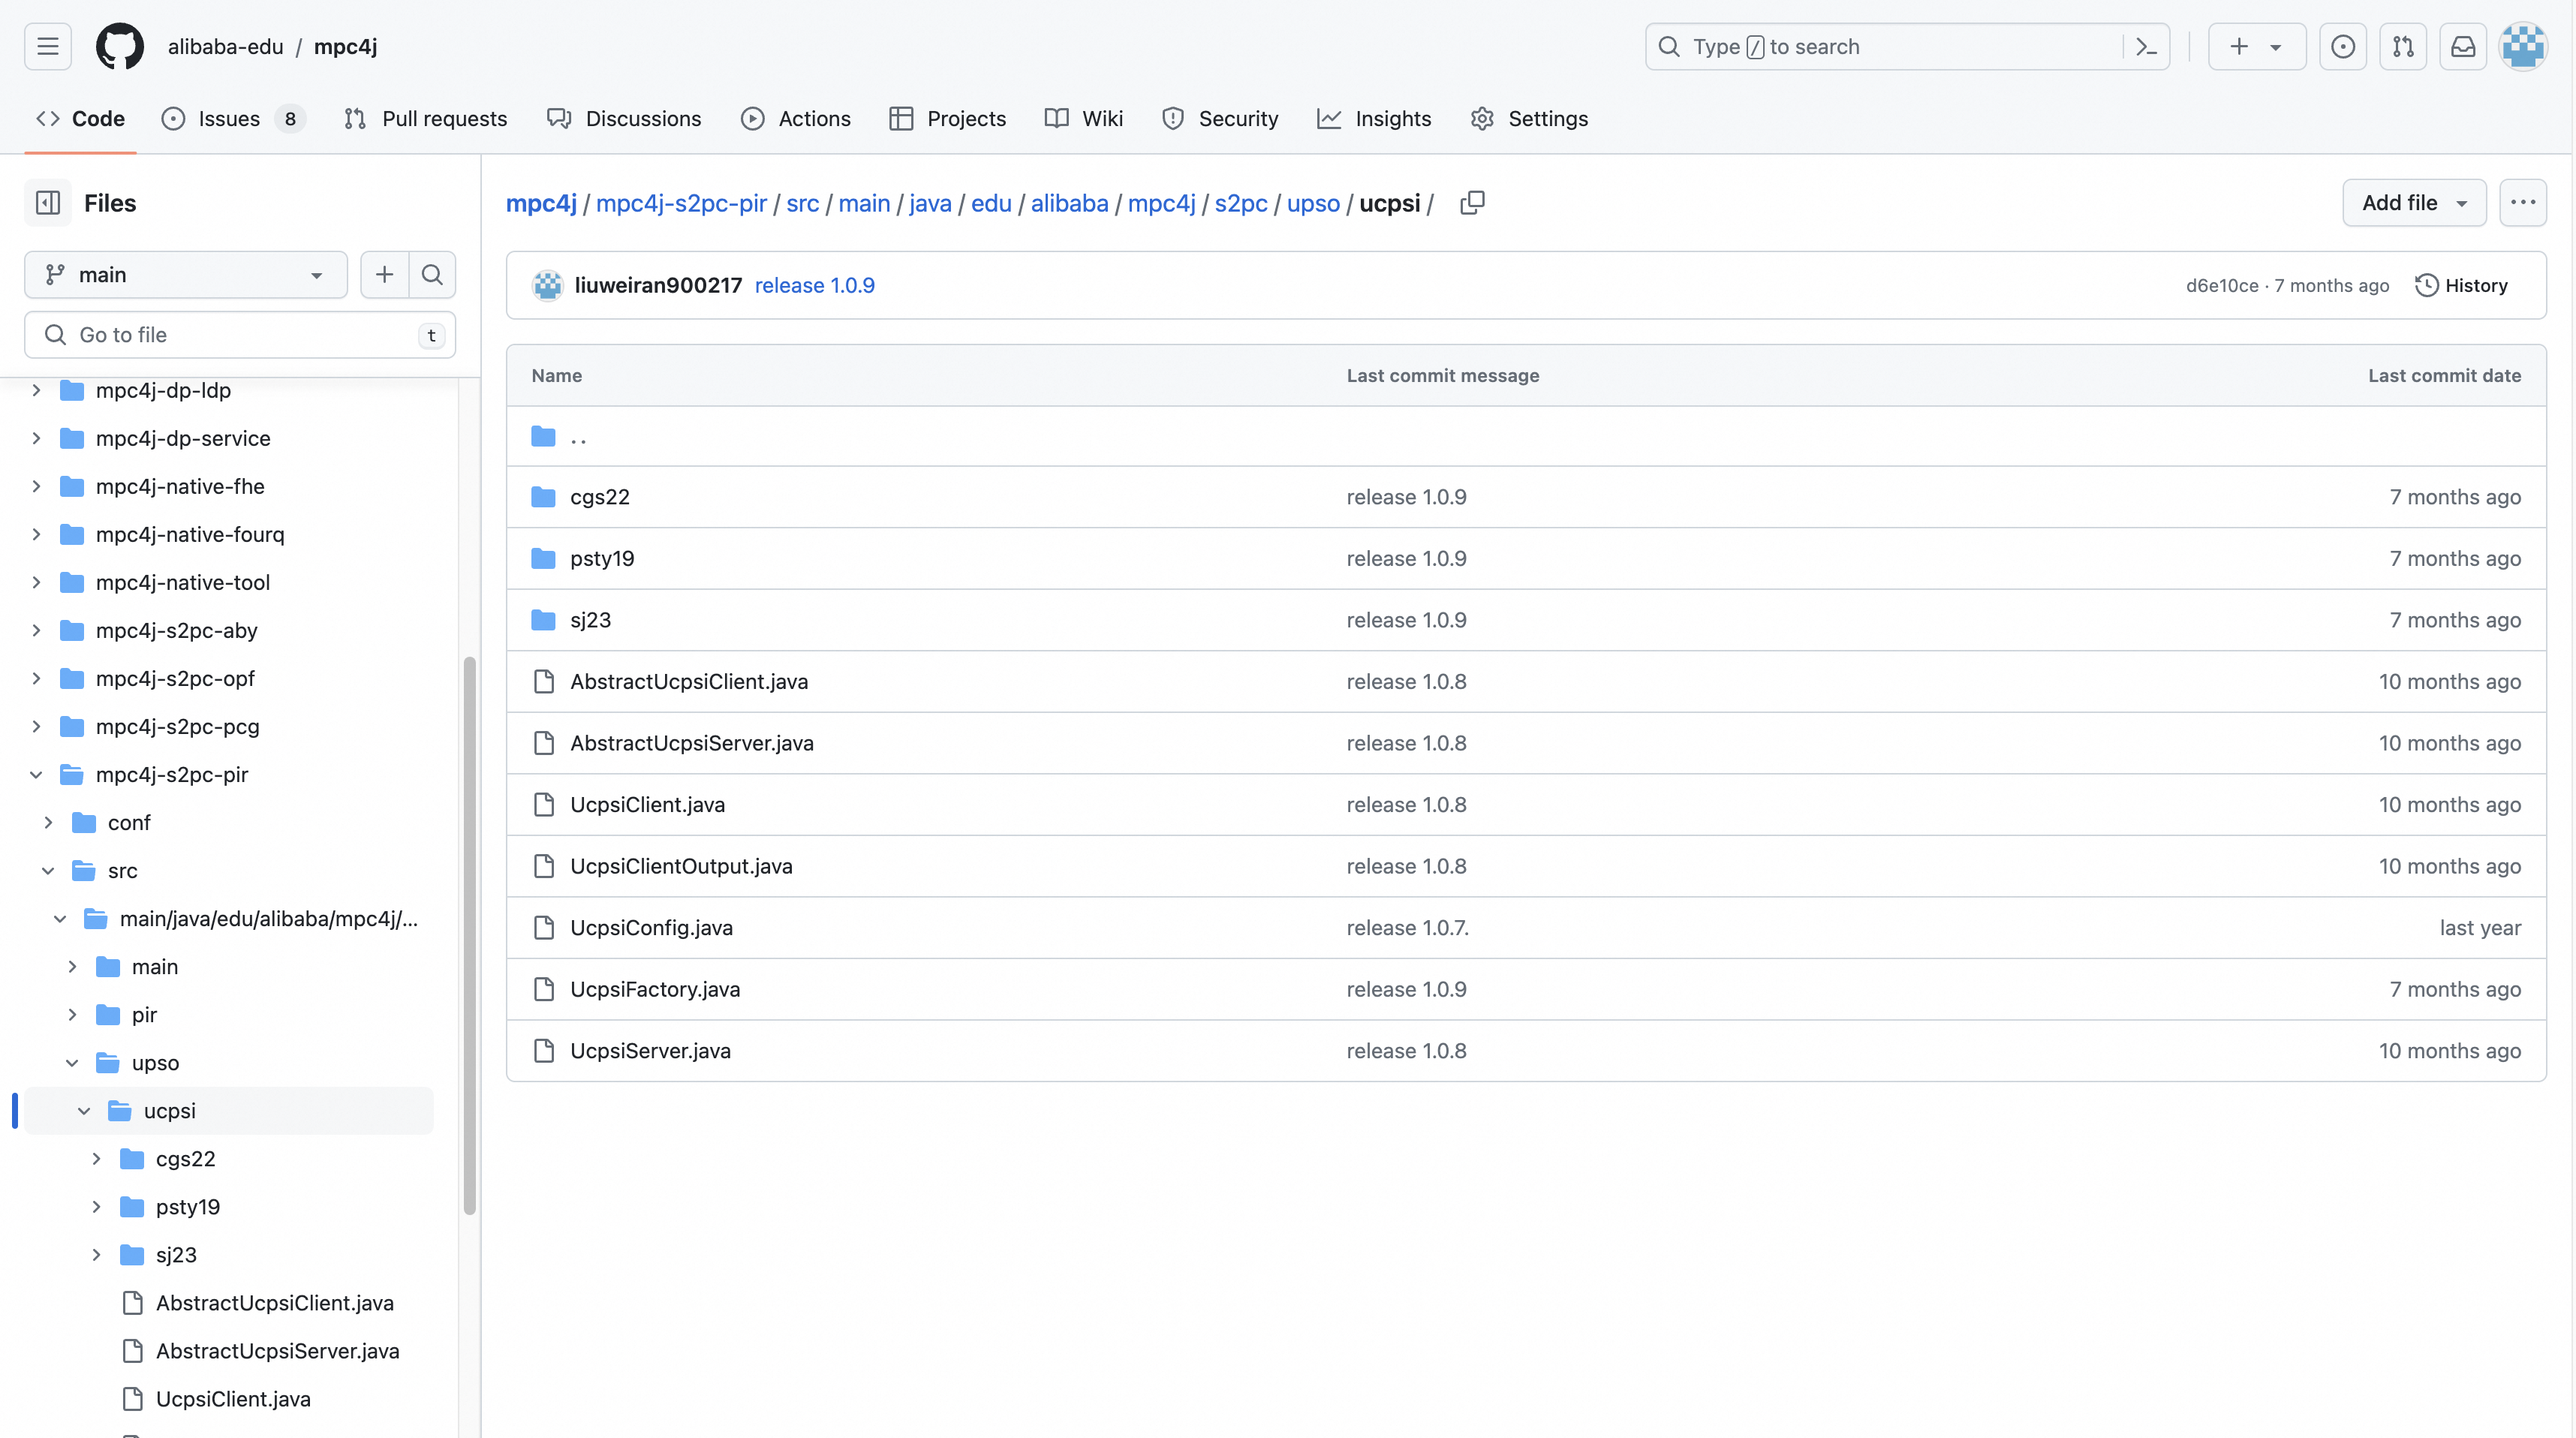 alibaba-edu / mpc4j
Type / to search
Code
Issues 8
Pull requests
Discussions
Actions
Projects
Wiki
Security
Insights
Settings
Files
main
Go to file
t
mpc4j-dp-ldp
mpc4j-dp-service
mpc4j-native-fhe
mpc4j-native-fourq
mpc4j-native-tool
mpc4j-s2pc-aby
mpc4j-s2pc-opf
mpc4j-s2pc-pcg
mpc4j-s2pc-pir
conf
src
main/java/edu/alibaba/mpc4j/...
main
pir
upso
ucpsi
cgs22
psty19
sj23
AbstractUcpsiClient.java
AbstractUcpsiServer.java
UcpsiClient.java
mpc4j / mpc4j-s2pc-pir / src / main / java / edu / alibaba / mpc4j / s2pc / upso / ucpsi /
Add file
liuweiran900217 release 1.0.9
d6e10ce · 7 months ago
History
Name Last commit message Last commit date
..
cgs22 release 1.0.9 7 months ago
psty19 release 1.0.9 7 months ago
sj23 release 1.0.9 7 months ago
AbstractUcpsiClient.java release 1.0.8 10 months ago
AbstractUcpsiServer.java release 1.0.8 10 months ago
UcpsiClient.java release 1.0.8 10 months ago
UcpsiClientOutput.java release 1.0.8 10 months ago
UcpsiConfig.java release 1.0.7. last year
UcpsiFactory.java release 1.0.9 7 months ago
UcpsiServer.java release 1.0.8 10 months ago